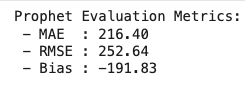 Prophet Evaluation Metrics:
- MAE : 216.40
- RMSE : 252.64
- Bias : -191.83